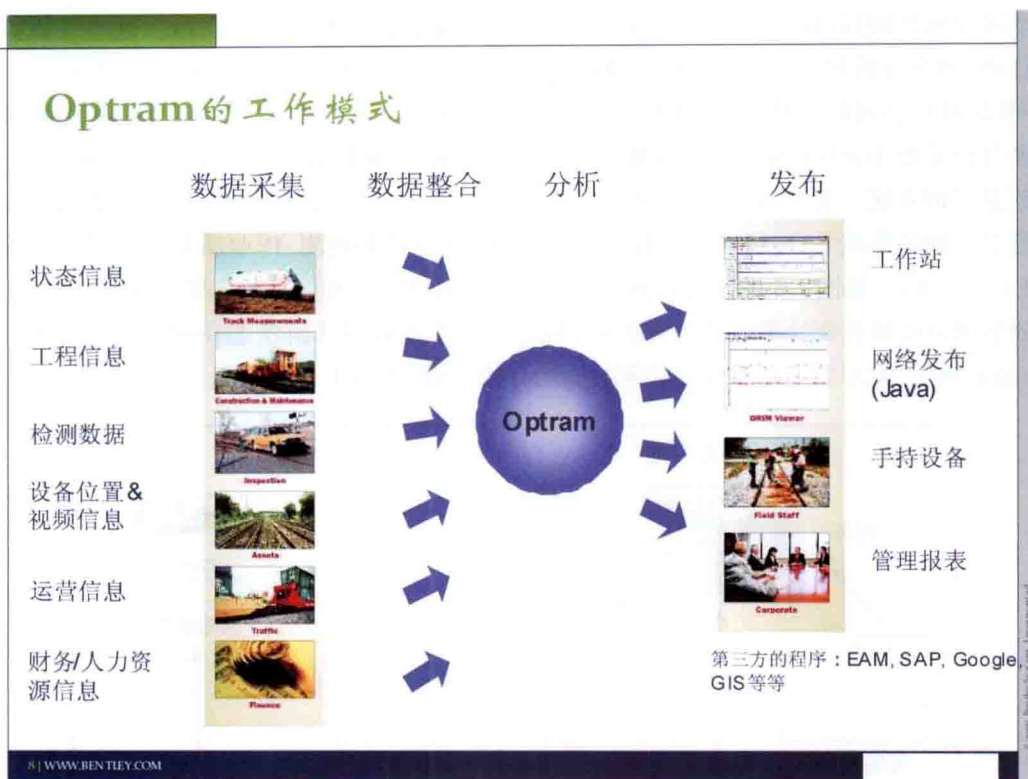 Optram的工作模式
数据采集 数据整合 分析 发布
状态信息
Track Measurements
工程信息
Construction & Maintenance
检测数据
Inspection
设备位置&
视频信息
Assets
运营信息
Traffic
财务/人力资
源信息
Finance
Optram
工作站
网络发布
(Java)
ORIM Viewer
手持设备
Field Staff
管理报表
Corporate
第三方的程序：EAM, SAP, Google,
GIS等等
8 | WWW.BENTLEY.COM